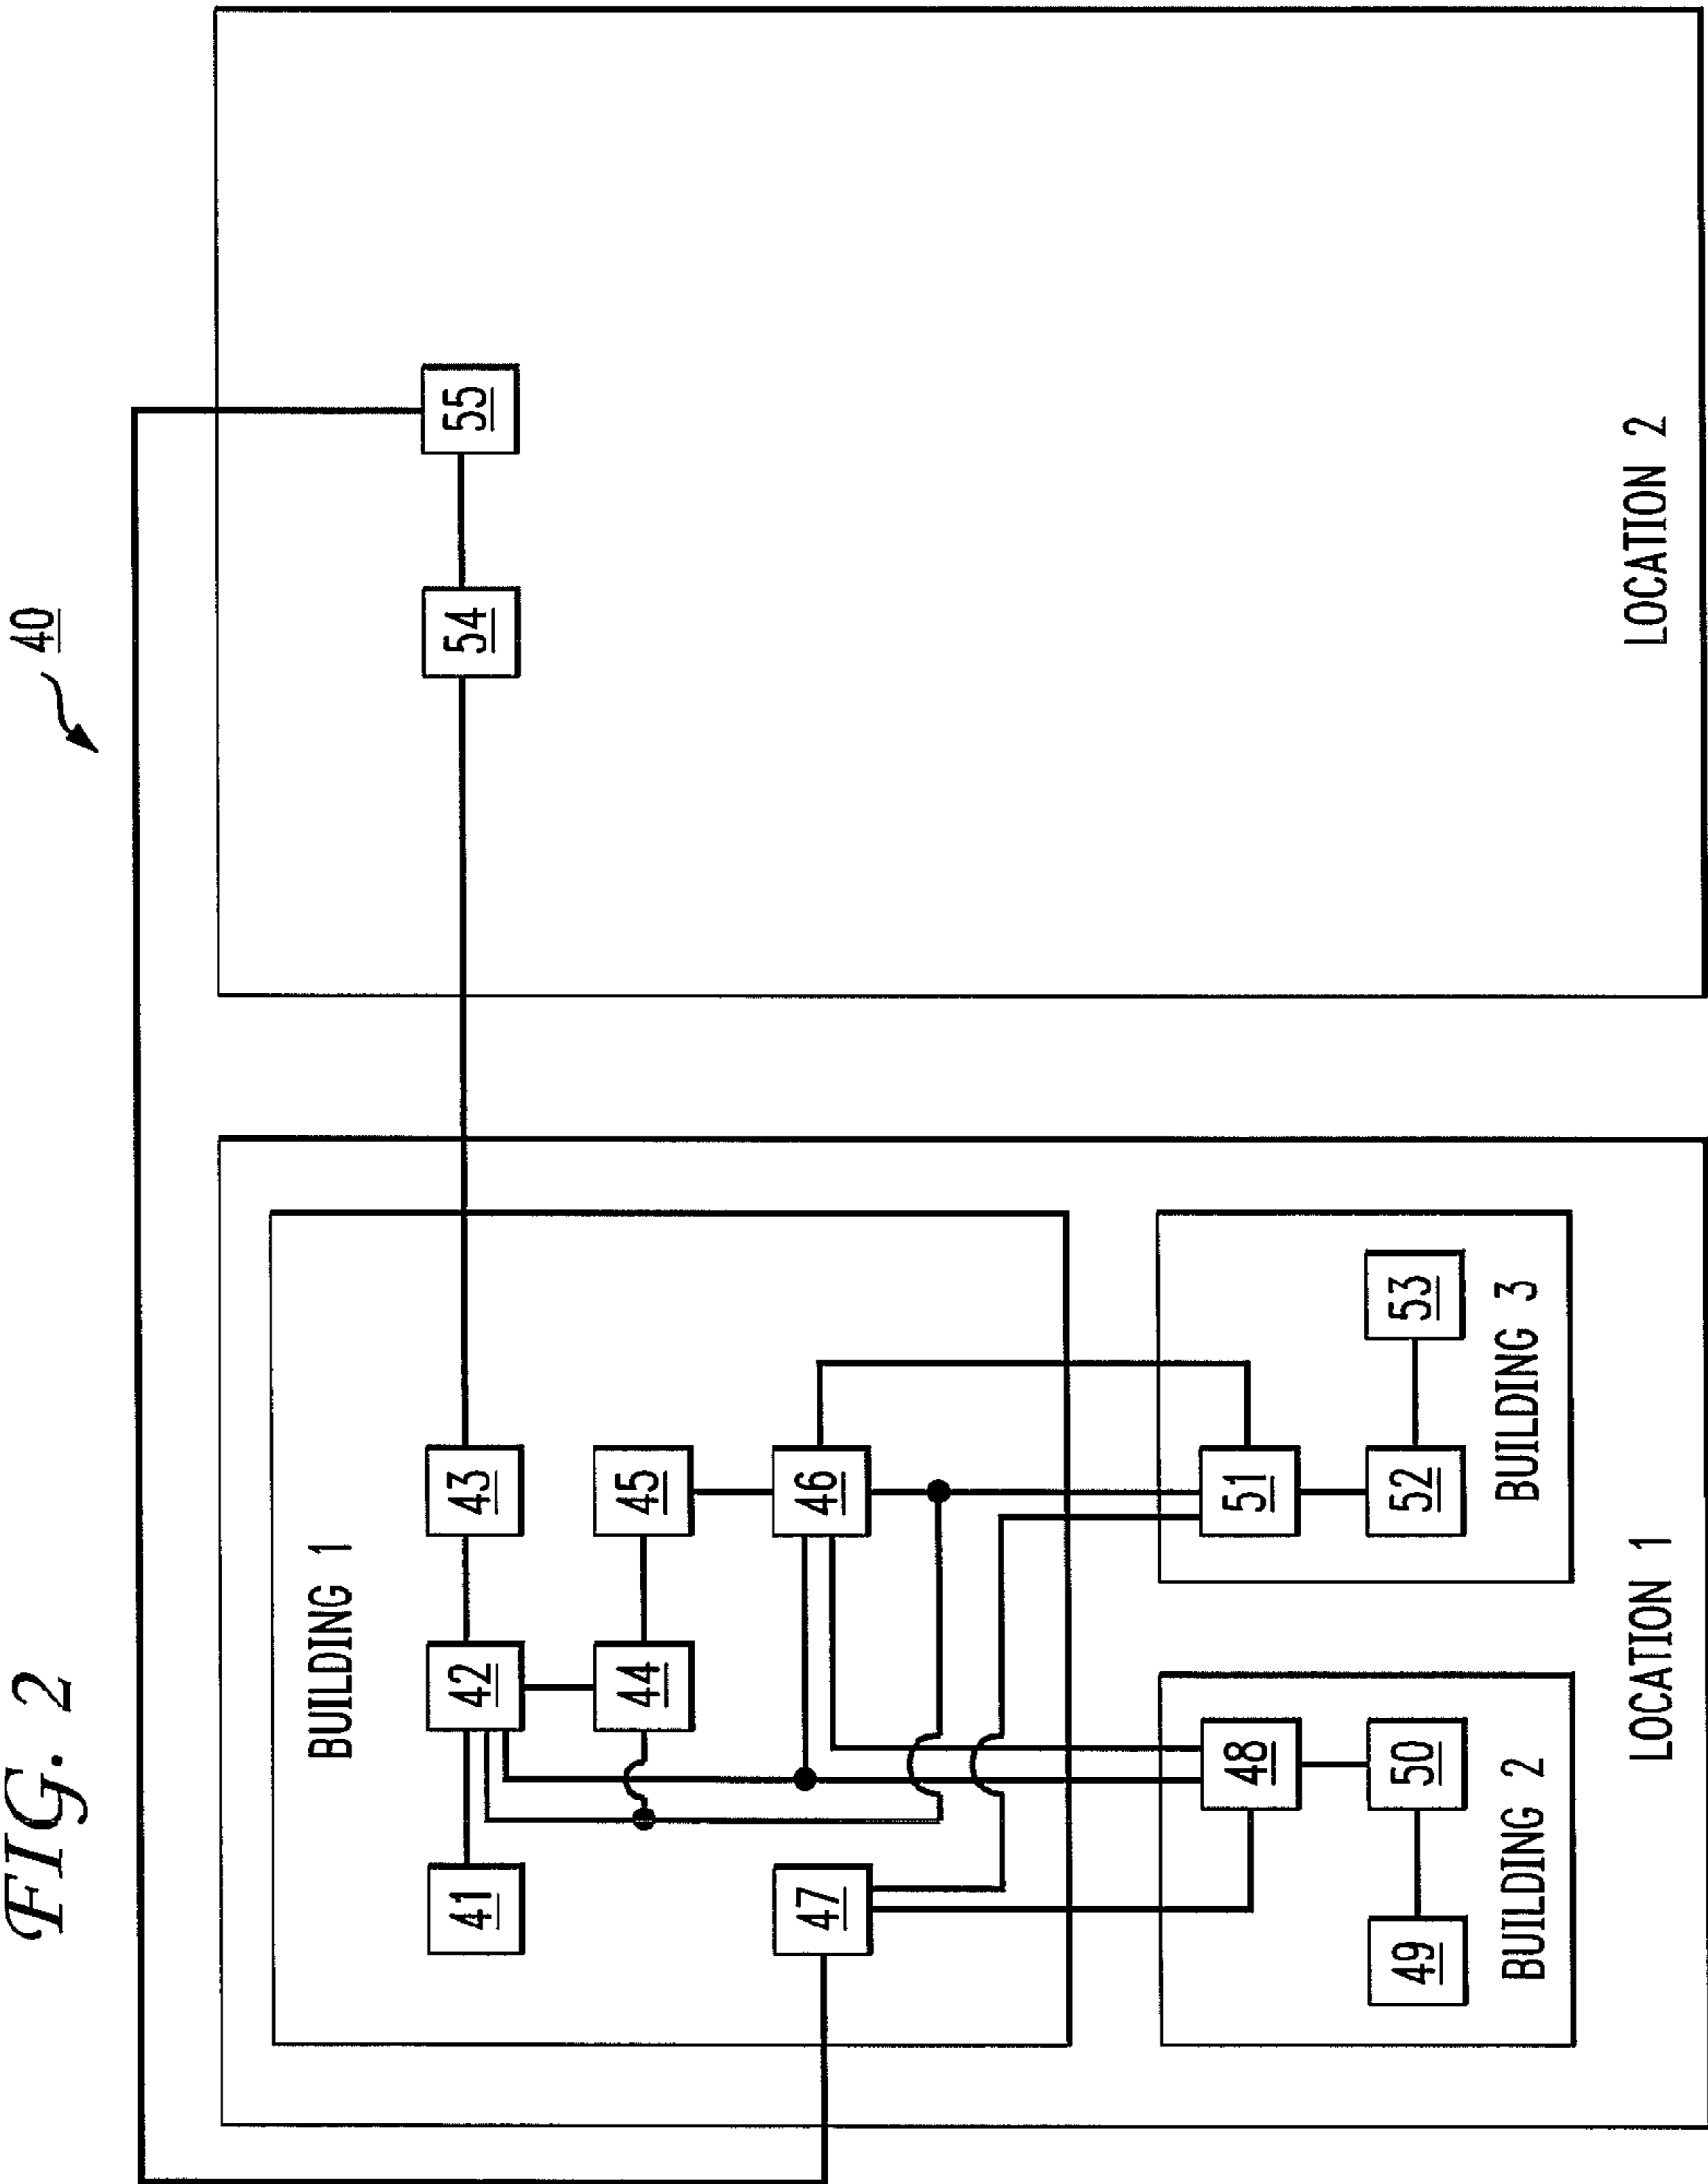 FIG. 2
40
BUILDING 1
41
42
43
44
45
47
46
48
51
49
50
52
53
BUILDING 2
BUILDING 3
LOCATION 1
54
55
LOCATION 2